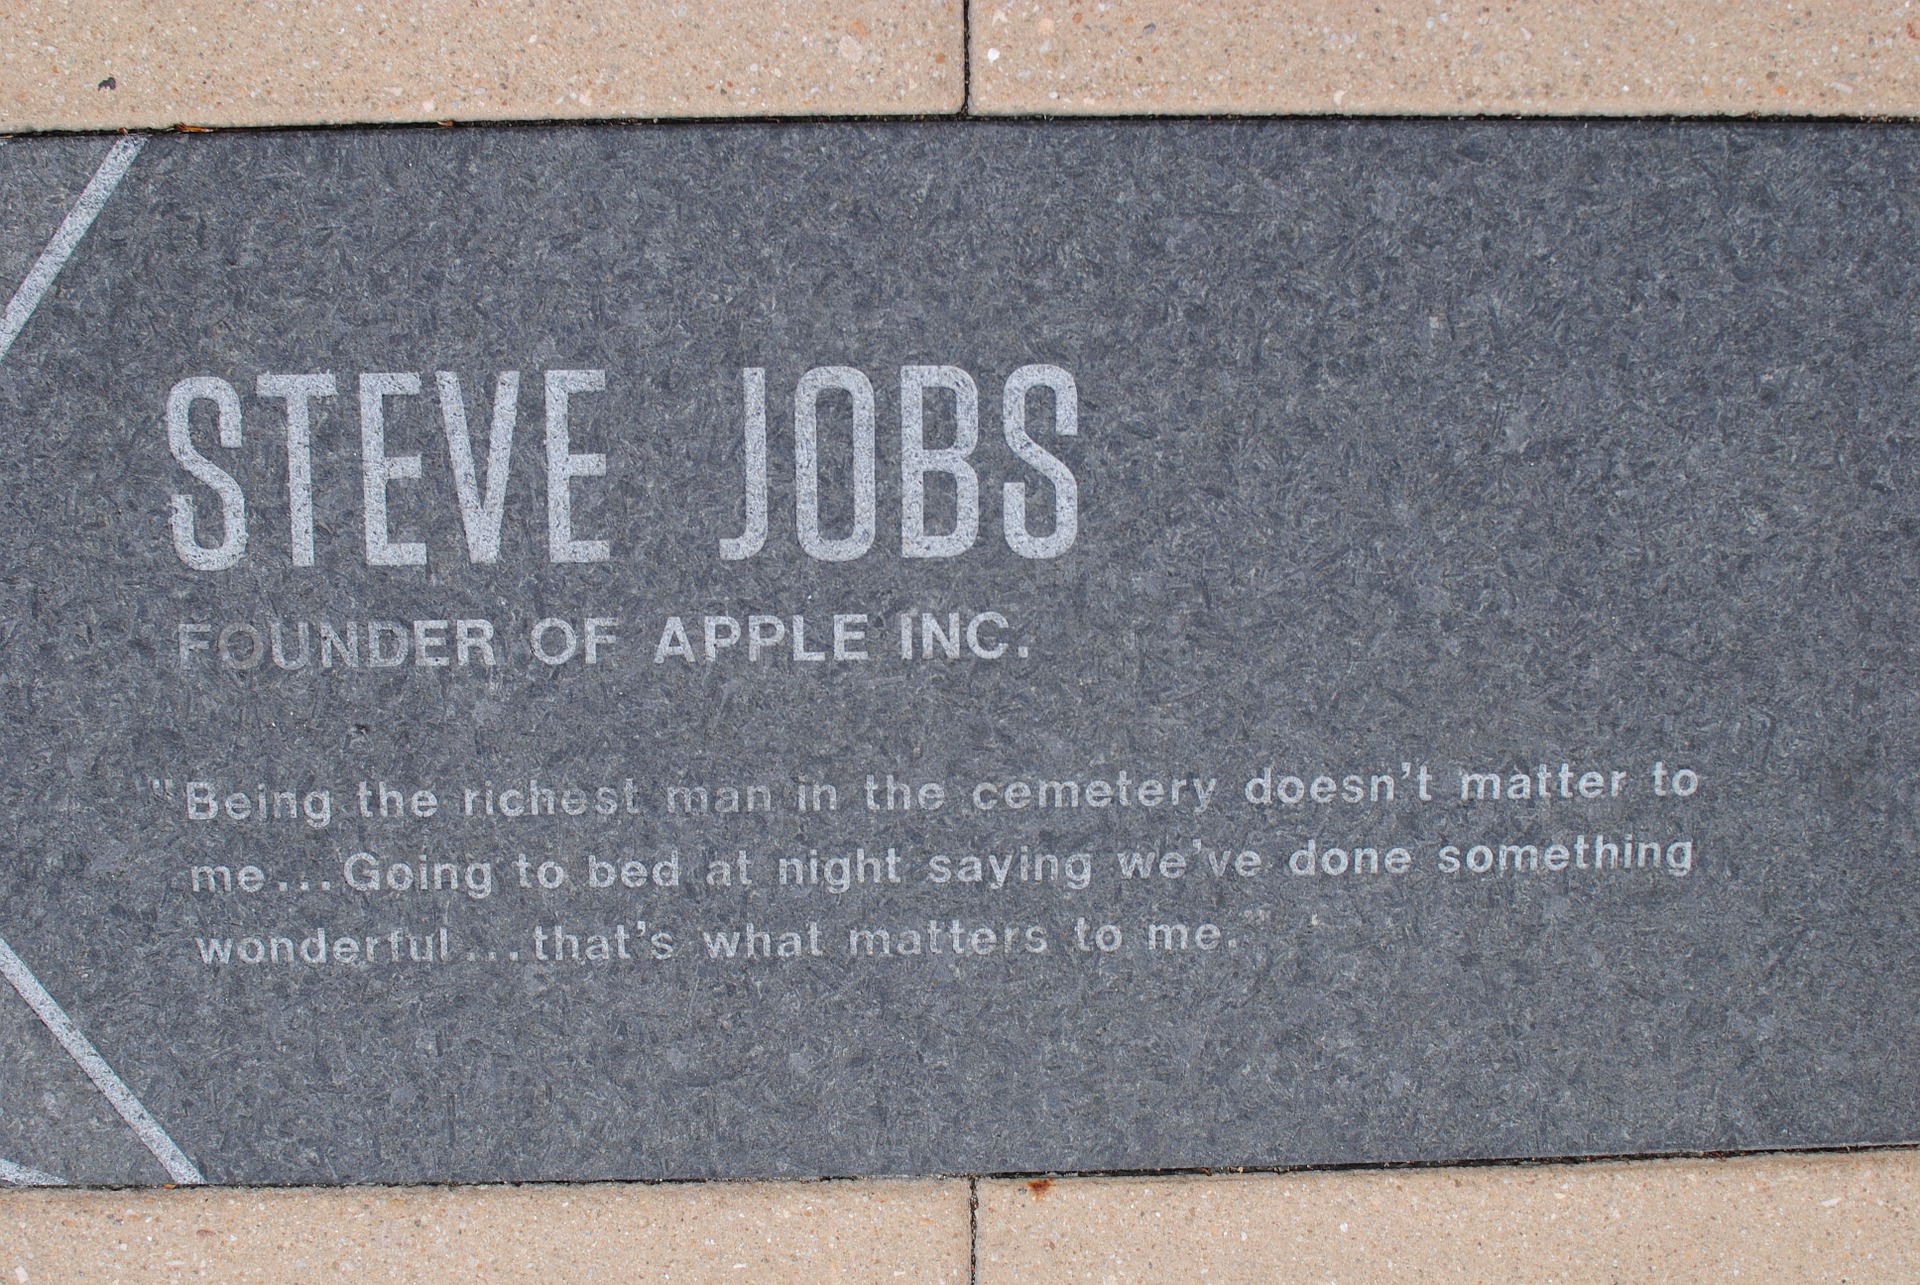 STEVE JOBS
FOUNDER OF APPLE INC.
"Being the richest man in the cemetery doesn't matter to
me...Going to bed at night saying we've done something
wonderful...that's what matters to me.